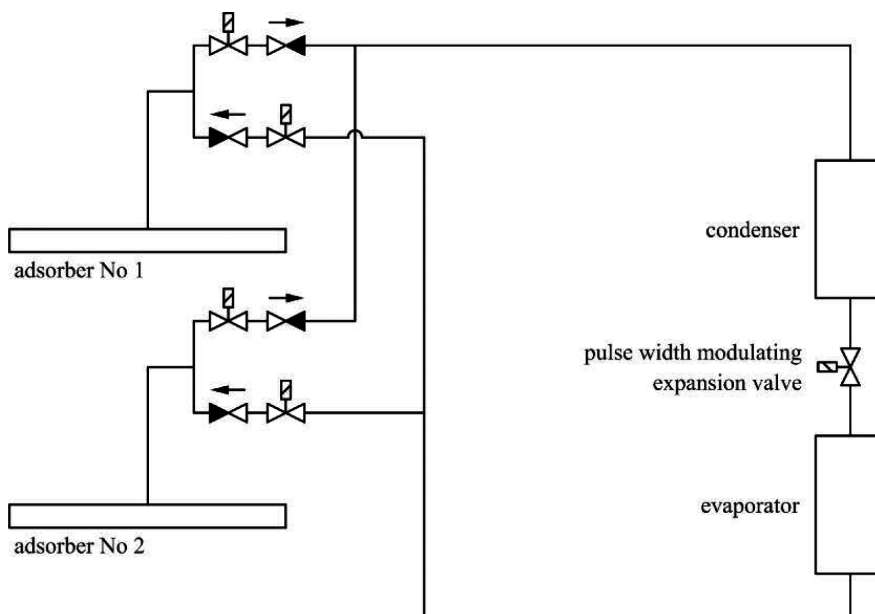 condenser
adsorber No 1
pulse width modulating
expansion valve
evaporator
adsorber No 2